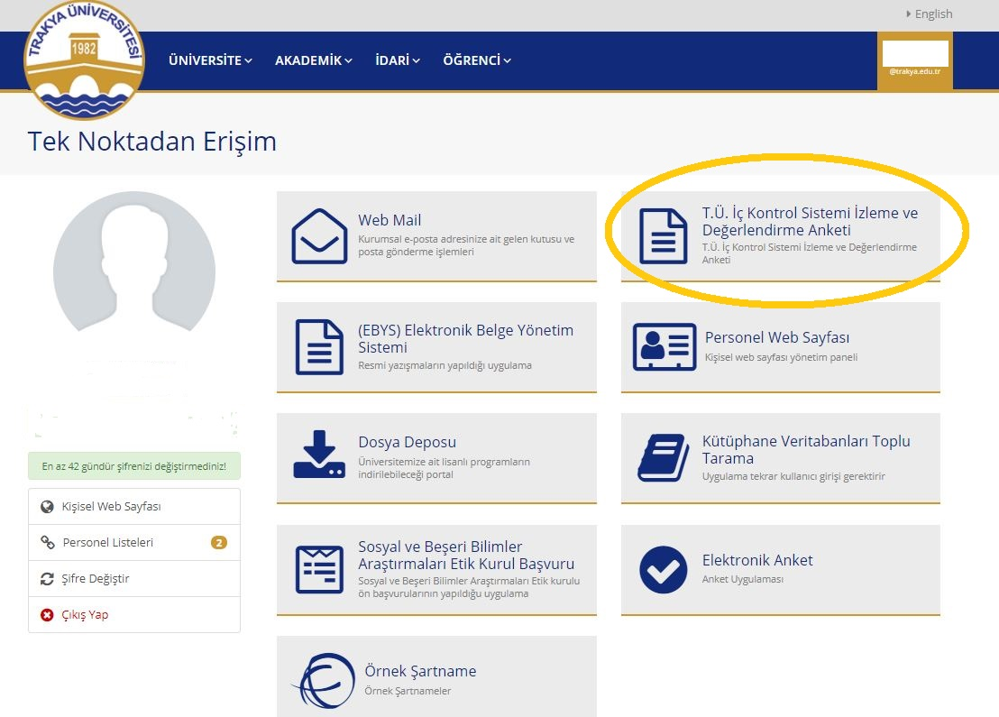 English
TRAKYA ÜNİVERSİTESİ
1982
ÜNİVERSİTE
AKADEMİK
İDARİ
ÖĞRENCİ
@trakya.edu.tr
Tek Noktadan Erişim
Web Mail
Kurumsal e-posta adresinize ait gelen kutusu ve
posta gönderme işlemleri
T.Ü. İç Kontrol Sistemi İzleme ve
Değerlendirme Anketi
T.Ü. İç Kontrol Sistemi İzleme ve Değerlendirme
Anketi
(EBYS) Elektronik Belge Yönetim
Sistemi
Resmi yazışmaların yapıldığı uygulama
Personel Web Sayfası
Kişisel web sayfası yönetim paneli
Dosya Deposu
Üniversitemize ait lisanlı programların
indirilebileceği portal
Kütüphane Veritabanları Toplu
Tarama
Uygulama tekrar kullanıcı girişi gerektirir
Sosyal ve Beşeri Bilimler
Araştırmaları Etik Kurul Başvuru
Sosyal ve Beşeri Bilimler Araştırmaları Etik kurulu
ön başvurularının yapıldığı uygulama
Elektronik Anket
Anket Uygulaması
Örnek Şartname
Örnek Şartnameler
En az 42 gündür şifrenizi değiştirmediniz!
Kişisel Web Sayfası
Personel Listeleri 2
Şifre Değiştir
Çıkış Yap